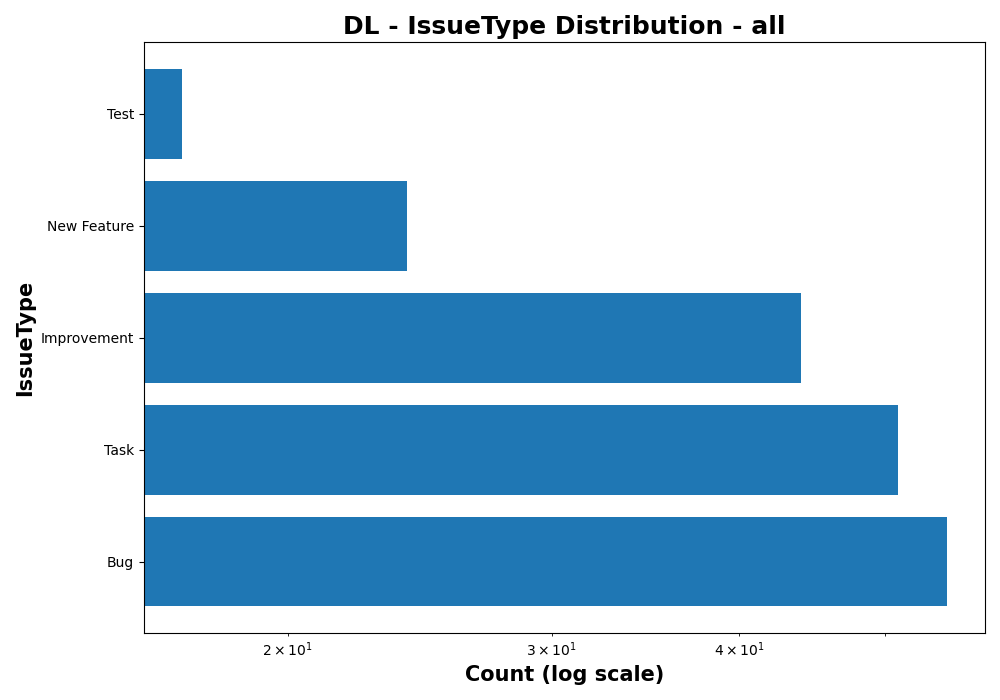 DL - IssueType Distribution - all
Test
New Feature
Improvement
Task
Bug
IssueType
2 × 10¹
3 × 10¹
4 × 10¹
Count (log scale)